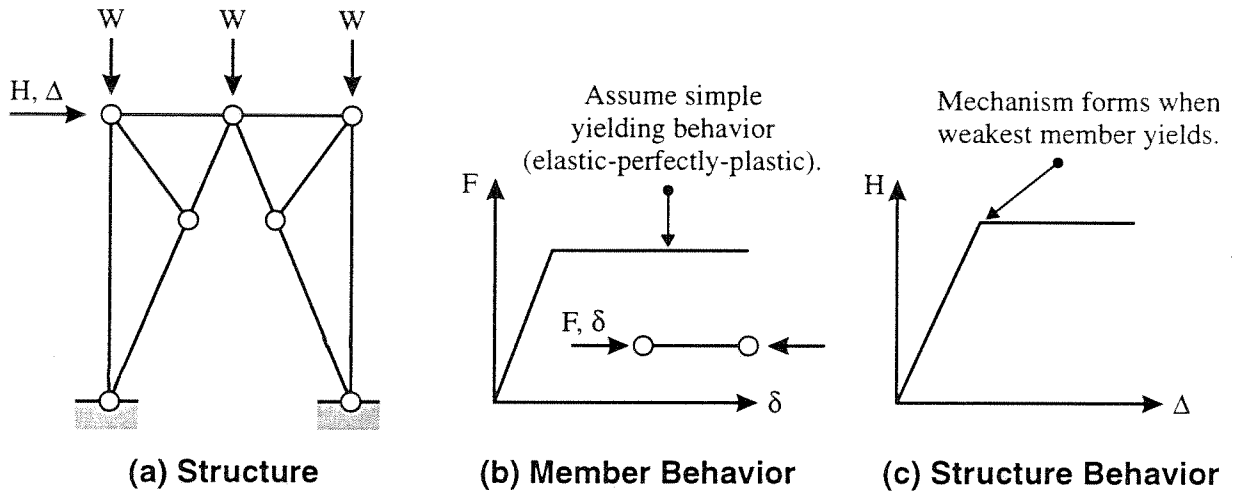 W W W
H, Δ
(a) Structure
Assume simple
yielding behavior
(elastic-perfectly-plastic).
F
F, δ
δ
(b) Member Behavior
Mechanism forms when
weakest member yields.
H
Δ
(c) Structure Behavior